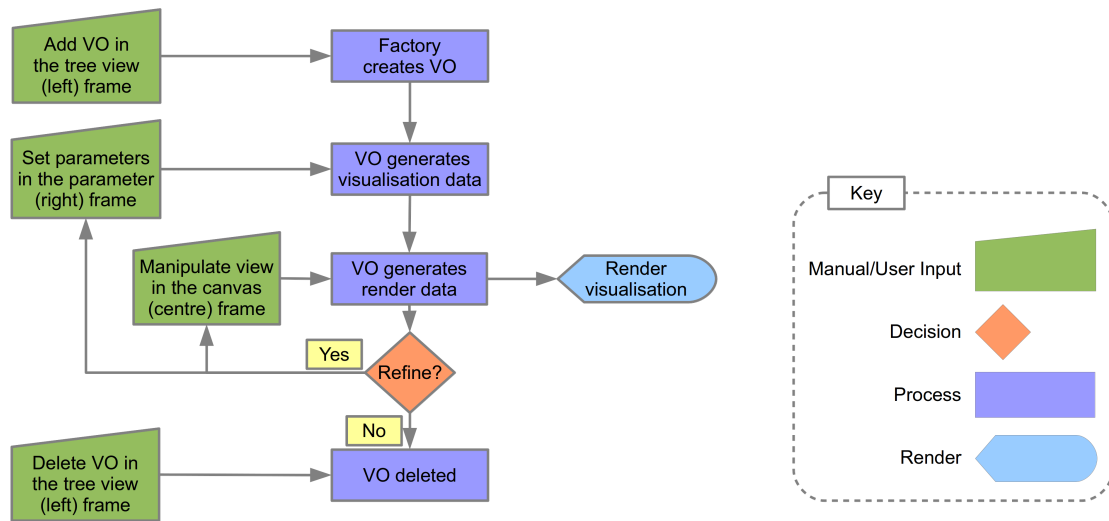 Add VO in
the tree view
(left) frame
Factory
creates VO
Set parameters
in the parameter
(right) frame
VO generates
visualisation data
Manipulate view
in the canvas
(centre) frame
VO generates
render data
Render
visualisation
Yes
Refine?
No
Delete VO in
the tree view
(left) frame
VO deleted
Key
Manual/User Input
Decision
Process
Render